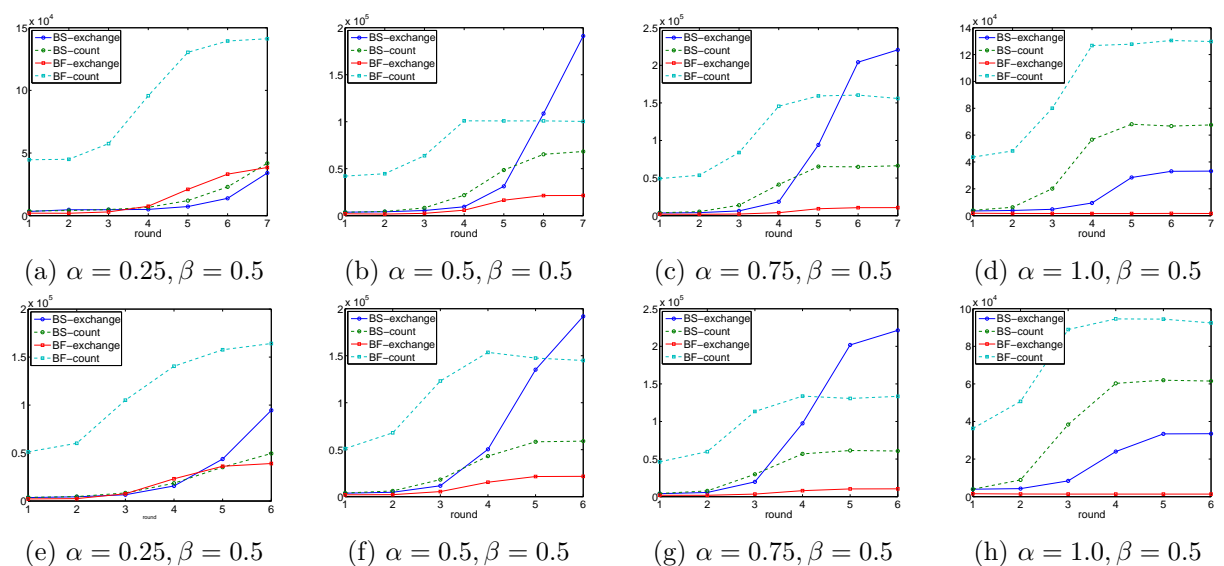 x 10^4
15
10
5
0
BS-exchange
BS-count
BF-exchange
BF-count
1 2 3 4 5 6 7
round
(a) α = 0.25, β = 0.5
x 10^5
2
1.5
1
0.5
0
BS-exchange
BS-count
BF-exchange
BF-count
1 2 3 4 5 6 7
round
(b) α = 0.5, β = 0.5
x 10^5
2.5
2
1.5
1
0.5
0
BS-exchange
BS-count
BF-exchange
BF-count
1 2 3 4 5 6 7
round
(c) α = 0.75, β = 0.5
x 10^4
14
12
10
8
6
4
2
0
BS-exchange
BS-count
BF-exchange
BF-count
1 2 3 4 5 6 7
round
(d) α = 1.0, β = 0.5
x 10^5
2
1.5
1
0.5
0
BS-exchange
BS-count
BF-exchange
BF-count
1 2 3 4 5 6
round
(e) α = 0.25, β = 0.5
x 10^5
2
1.5
1
0.5
0
BS-exchange
BS-count
BF-exchange
BF-count
1 2 3 4 5 6
round
(f) α = 0.5, β = 0.5
x 10^5
2.5
2
1.5
1
0.5
0
BS-exchange
BS-count
BF-exchange
BF-count
1 2 3 4 5 6
round
(g) α = 0.75, β = 0.5
x 10^4
10
8
6
4
2
0
BS-exchange
BS-count
BF-exchange
BF-count
1 2 3 4 5 6
round
(h) α = 1.0, β = 0.5